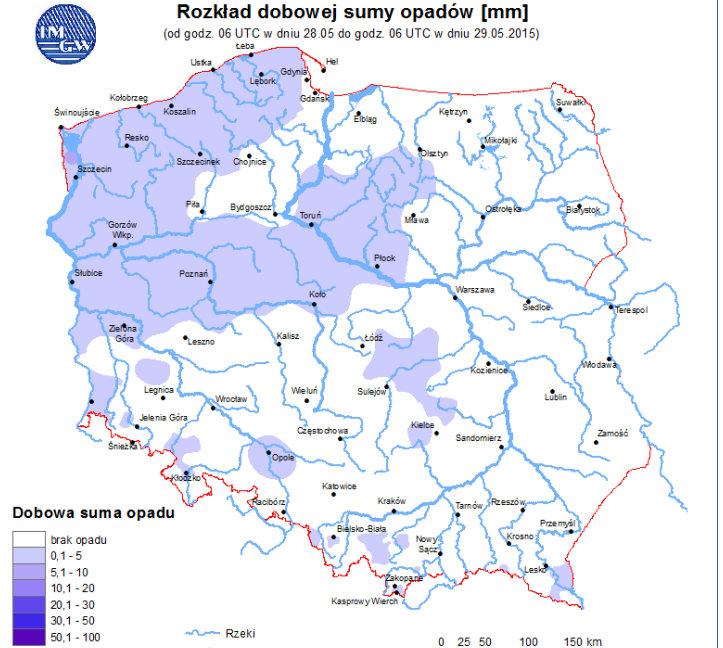 Rozkład dobowej sumy opadów [mm]
(od godz. 06 UTC w dniu 28.05 do godz. 06 UTC w dniu 29.05.2015)
IM
GW
Łeba
Ustka
Hel
Lębork
Gdynia
Gdańsk
Kołobrzeg
Koszalin
Suwałki
Świnoujście
Elbląg
Kętrzyn
Resko
Mikołajki
Szczecinek
Chojnice
Olsztyn
Szczecin
Piła
Bydgoszcz
Toruń
Mława
Ostrołęka
Białystok
Gorzów
Wlkp.
Płock
Słubice
Poznań
Koło
Warszawa
Siedlce
Terespol
Zielona
Góra
Leszno
Kalisz
Łódź
Kozienice
Włodawa
Legnica
Wrocław
Wieluń
Sulejów
Lublin
Jelenia Góra
Częstochowa
Kielce
Sandomierz
Zamość
Śnieżka
Opole
Kłodzko
Katowice
Racibórz
Kraków
Tarnów
Rzeszów
Przemyśl
Bielsko-Biała
Nowy
Sącz
Krosno
Lesko
Zakopane
Kasprowy Wierch
Dobowa suma opadu
brak opadu
0,1 - 5
5,1 - 10
10,1 - 20
20,1 - 30
30,1 - 50
50,1 - 100
Rzeki
0 25 50 100 150 km